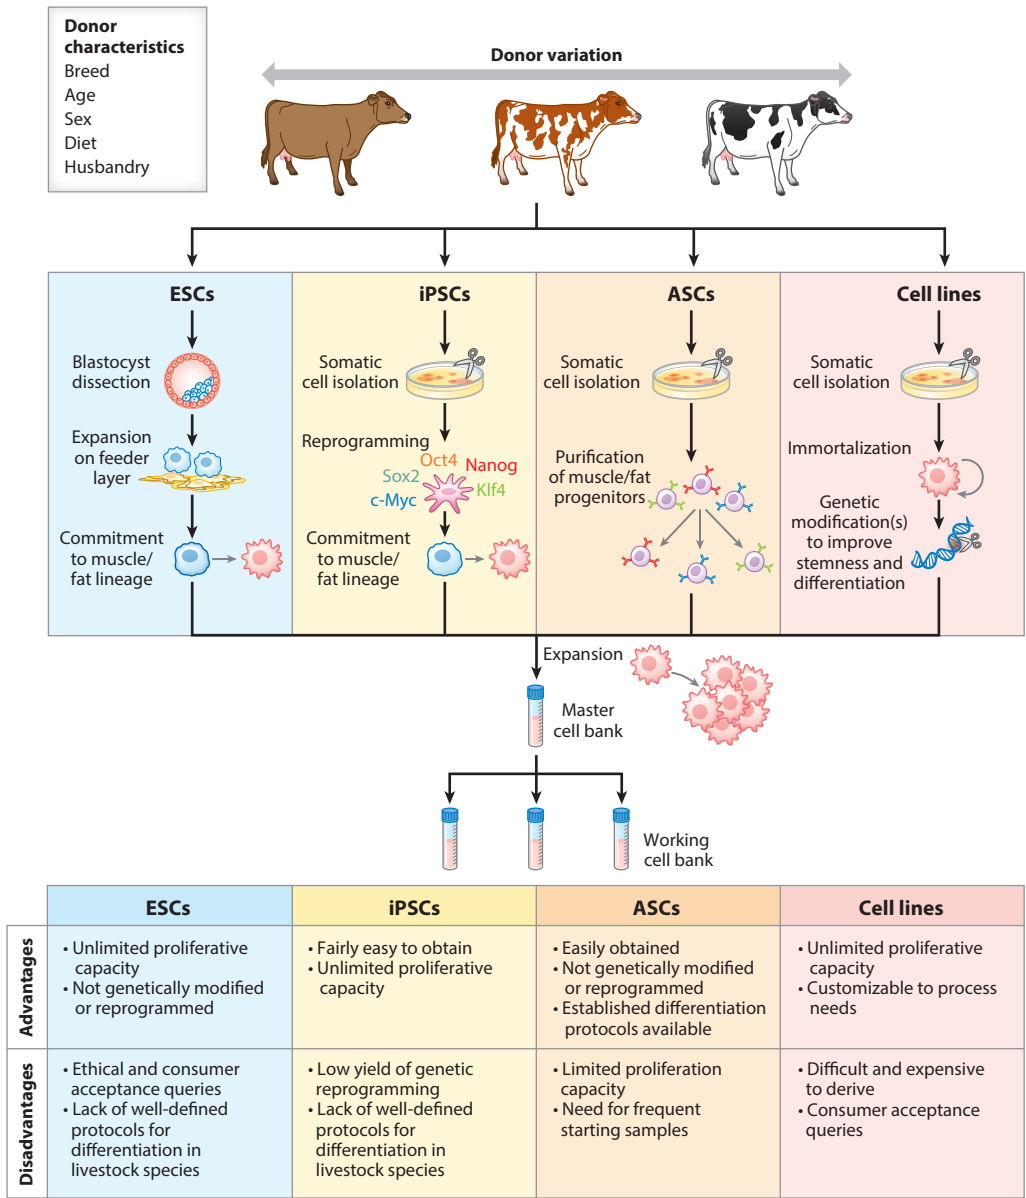 Donor
characteristics
Breed
Age
Sex
Diet
Husbandry
Donor variation
ESCs
Blastocyst
dissection
Expansion
on feeder
layer
Commitment
to muscle/
fat lineage
iPSCs
Somatic
cell isolation
Reprogramming
Oct4
Nanog
Sox2
Klf4
c-Myc
Commitment
to muscle/
fat lineage
ASCs
Somatic
cell isolation
Purification
of muscle/fat
progenitors
Cell lines
Somatic
cell isolation
Immortalization
Genetic
modification(s)
to improve
stemness and
differentiation
Expansion
Master
cell bank
Working
cell bank
ESCs
iPSCs
ASCs
Cell lines
Advantages
• Unlimited proliferative
capacity
• Not genetically modified
or reprogrammed
• Fairly easy to obtain
• Unlimited proliferative
capacity
• Easily obtained
• Not genetically modified
or reprogrammed
• Established differentiation
protocols available
• Unlimited proliferative
capacity
• Customizable to process
needs
Disadvantages
• Ethical and consumer
acceptance queries
• Lack of well-defined
protocols for
differentiation in
livestock species
• Low yield of genetic
reprogramming
• Lack of well-defined
protocols for
differentiation in
livestock species
• Limited proliferation
capacity
• Need for frequent
starting samples
• Difficult and expensive
to derive
• Consumer acceptance
queries